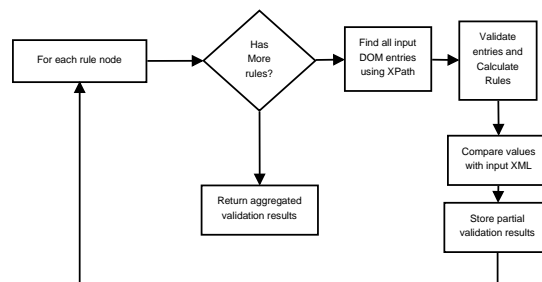 For each rule node
Has
More
rules?
Find all input
DOM entries
using XPath
Validate
entries and
Calculate
Rules
Compare values
with input XML
Return aggregated
validation results
Store partial
validation results